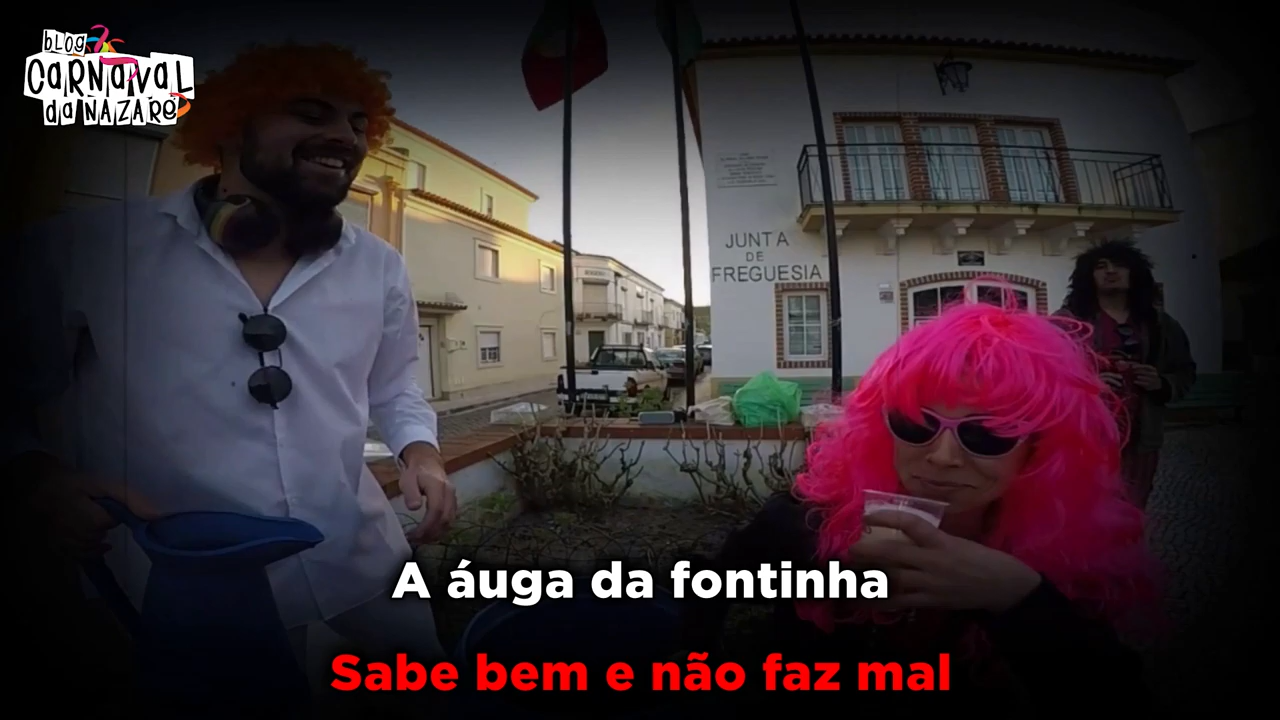 BLOG
CARNAVAL
da NAZARÉ
JUNTA
DE
FREGUESIA
A áuga da fontinha
Sabe bem e não faz mal